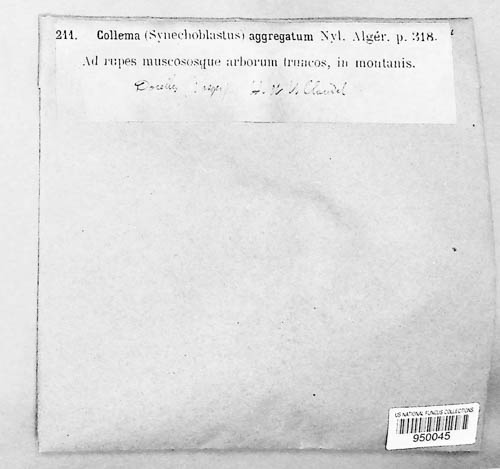 211. Collema (Synechoblastus) aggregatum Nyl. Algér. p. 318.
Ad rupes muscososque arborum truncos, in montanis.
H. Claudel
US NATIONAL FUNGUS COLLECTIONS
950045